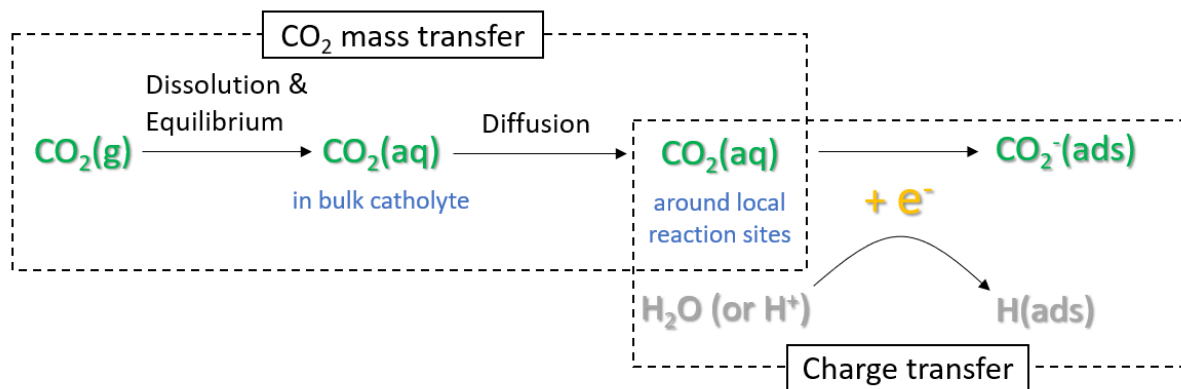 CO₂ mass transfer
Dissolution &
Equilibrium
Diffusion
CO₂(g)
CO₂(aq)
CO₂(aq)
CO₂⁻(ads)
in bulk catholyte
around local
reaction sites
+ e⁻
H₂O (or H⁺)
H(ads)
Charge transfer